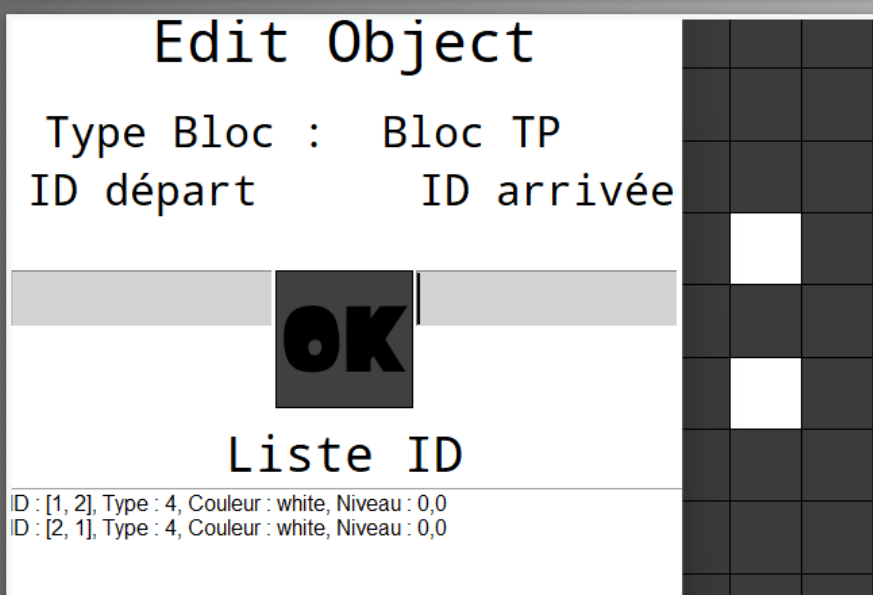 Edit Object
Type Bloc : Bloc TP
ID départ ID arrivée
OK
Liste ID
ID : [1, 2], Type : 4, Couleur : white, Niveau : 0,0
ID : [2, 1], Type : 4, Couleur : white, Niveau : 0,0